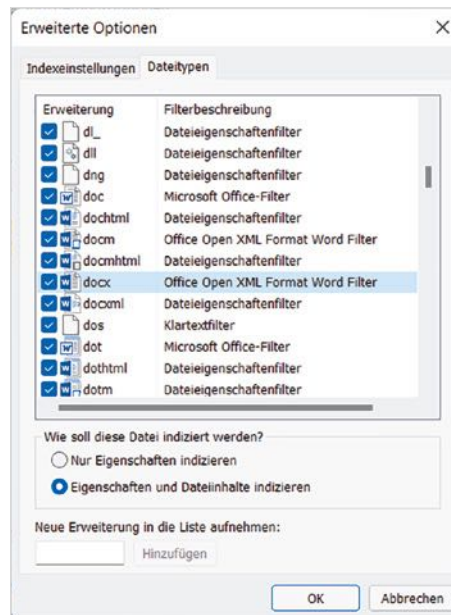 Erweiterte Optionen
Indexeinstellungen Dateitypen
Erweiterung Filterbeschreibung
dl_ Dateieigenschaftenfilter
dll Dateieigenschaftenfilter
dng Dateieigenschaftenfilter
doc Microsoft Office-Filter
dochtml Dateieigenschaftenfilter
docm Office Open XML Format Word Filter
docmhtml Dateieigenschaftenfilter
docx Office Open XML Format Word Filter
docxml Dateieigenschaftenfilter
dos Klartextfilter
dot Microsoft Office-Filter
dothtml Dateieigenschaftenfilter
dotm Dateieigenschaftenfilter
Wie soll diese Datei indiziert werden?
Nur Eigenschaften indizieren
Eigenschaften und Dateiinhalte indizieren
Neue Erweiterung in die Liste aufnehmen:
Hinzufügen
OK Abbrechen